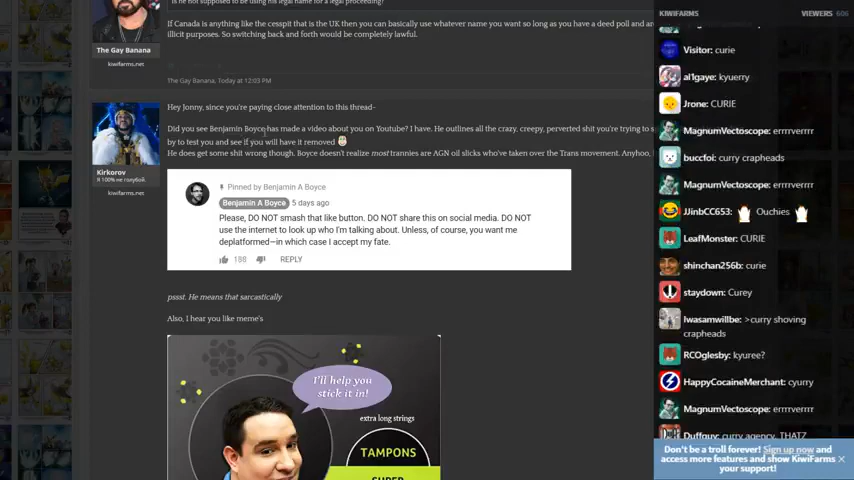 Is he not supposed to be using his legal name for a legal proceeding?
If Canada is anything like the cesspit that is the UK then you can basically use whatever name you want so long as you have a deed poll and are
illicit purposes. So switching back and forth would be completely lawful.
The Gay Banana
kiwifarms.net
The Gay Banana, Today at 12:03 PM
Hey Jonny, since you're paying close attention to this thread-
Did you see Benjamin Boyce has made a video about you on Youtube? I have. He outlines all the crazy, creepy, perverted shit you're trying to
by to test you and see if you will have it removed
He does get some shit wrong though. Boyce doesn't realize most trannies are AGN oil slicks who've taken over the Trans movement. Anyhoo,
Kirkorov
Я 100% не голубой.
kiwifarms.net
Pinned by Benjamin A Boyce
Benjamin A Boyce 5 days ago
Please, DO NOT smash that like button. DO NOT share this on social media. DO NOT
use the internet to look up who I'm talking about. Unless, of course, you want me
deplatformed—in which case I accept my fate.
198 REPLY
pssst. He means that sarcastically
Also, I hear you like meme's
I'll help you
stick it in!
extra long strings
TAMPONS
SUPER
KIWIFARMS
VIEWERS 606
Visitor: curie
ai1gaye: kyuerry
Jrone: CURIE
MagnumVectoscope: errrrverrrr
buccfoi: curry crapheads
MagnumVectoscope: errrrverrrr
JJinbCC653: Ouchies
LeafMonster: CURIE
shinchan256b: curie
staydown: Curey
Iwasamwillbe: >curry shoving
crapheads
RCOglesby: kyuree?
HappyCocaineMerchant: cyurry
MagnumVectoscope: errrrverrrr
Duffguy: curry agency, THATZ
Don't be a troll forever! Sign up now and
access more features and show KiwiFarms
your support!